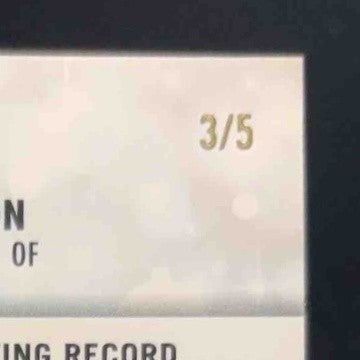 3/5
N
OF
ING RECORD